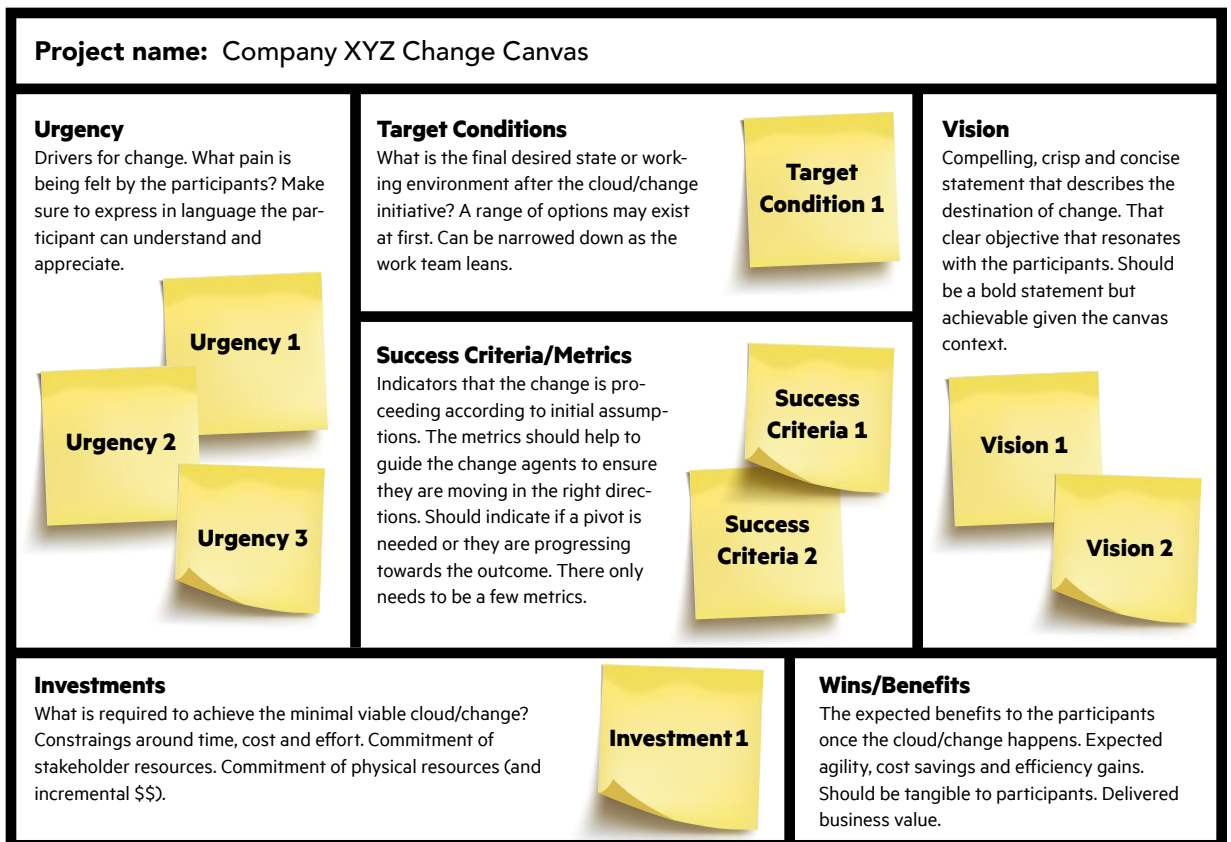 Project name: Company XYZ Change Canvas
Urgency
Drivers for change. What pain is
being felt by the participants? Make
sure to express in language the par-
ticipant can understand and
appreciate.
Urgency 1
Urgency 2
Urgency 3
Target Conditions
What is the final desired state or work-
ing environment after the cloud/change
initiative? A range of options may exist
at first. Can be narrowed down as the
work team leans.
Target
Condition 1
Success Criteria/Metrics
Indicators that the change is pro-
ceeding according to initial assump-
tions. The metrics should help to
guide the change agents to ensure
they are moving in the right direc-
tions. Should indicate if a pivot is
needed or they are progressing
towards the outcome. There only
needs to be a few metrics.
Success
Criteria 1
Success
Criteria 2
Vision
Compelling, crisp and concise
statement that describes the
destination of change. That
clear objective that resonates
with the participants. Should
be a bold statement but
achievable given the canvas
context.
Vision 1
Vision 2
Investments
What is required to achieve the minimal viable cloud/change?
Constraings around time, cost and effort. Commitment of
stakeholder resources. Commitment of physical resources (and
incremental $$).
Investment 1
Wins/Benefits
The expected benefits to the participants
once the cloud/change happens. Expected
agility, cost savings and efficiency gains.
Should be tangible to participants. Delivered
business value.